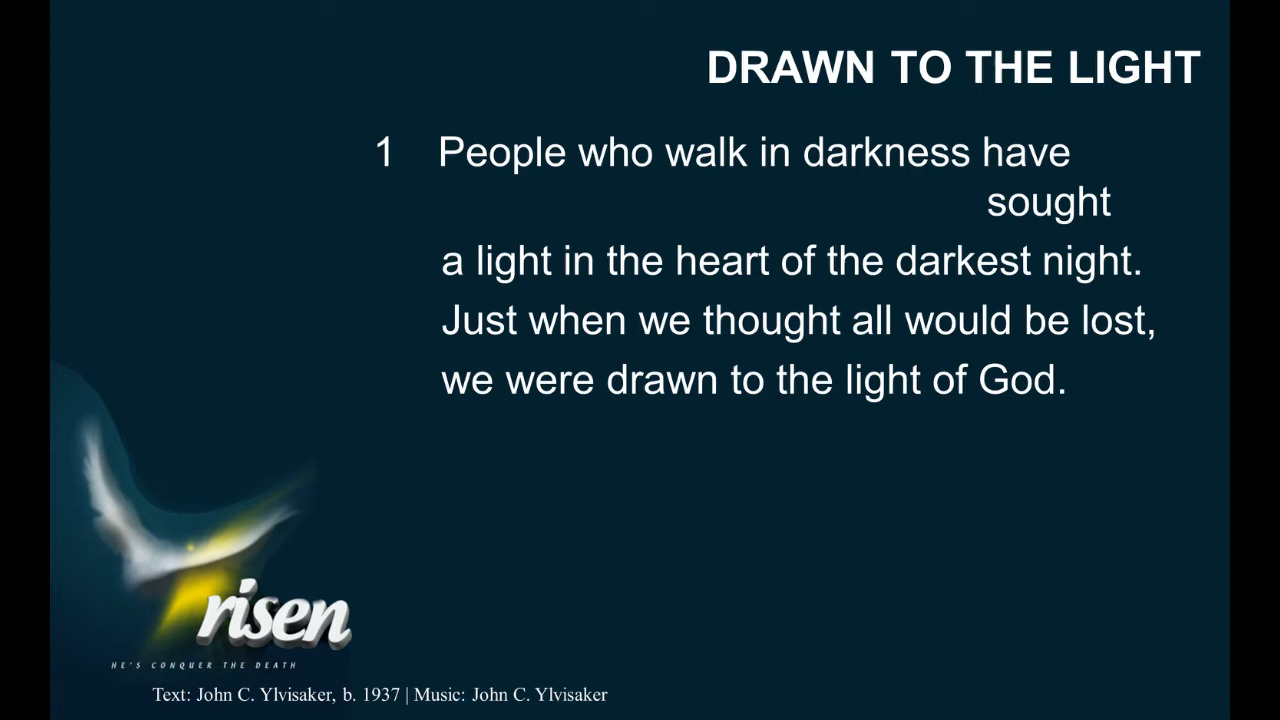 DRAWN TO THE LIGHT
1 People who walk in darkness have
sought
a light in the heart of the darkest night.
Just when we thought all would be lost,
we were drawn to the light of God.
risen
HE'S CONQUER THE DEATH
Text: John C. Ylvisaker, b. 1937 | Music: John C. Ylvisaker